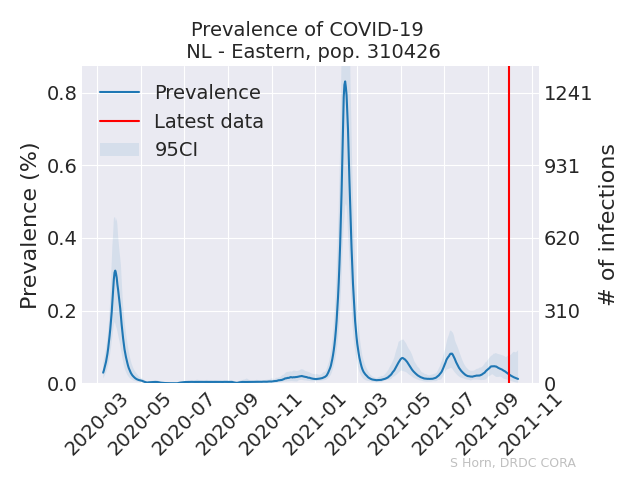 Prevalence of COVID-19
NL - Eastern, pop. 310426
Prevalence (%)
0.8
0.6
0.4
0.2
0.0
Prevalence
Latest data
95CI
1241
931
620
310
0
# of infections
2020-03
2020-05
2020-07
2020-09
2020-11
2021-01
2021-03
2021-05
2021-07
2021-09
2021-11
S Horn, DRDC CORA